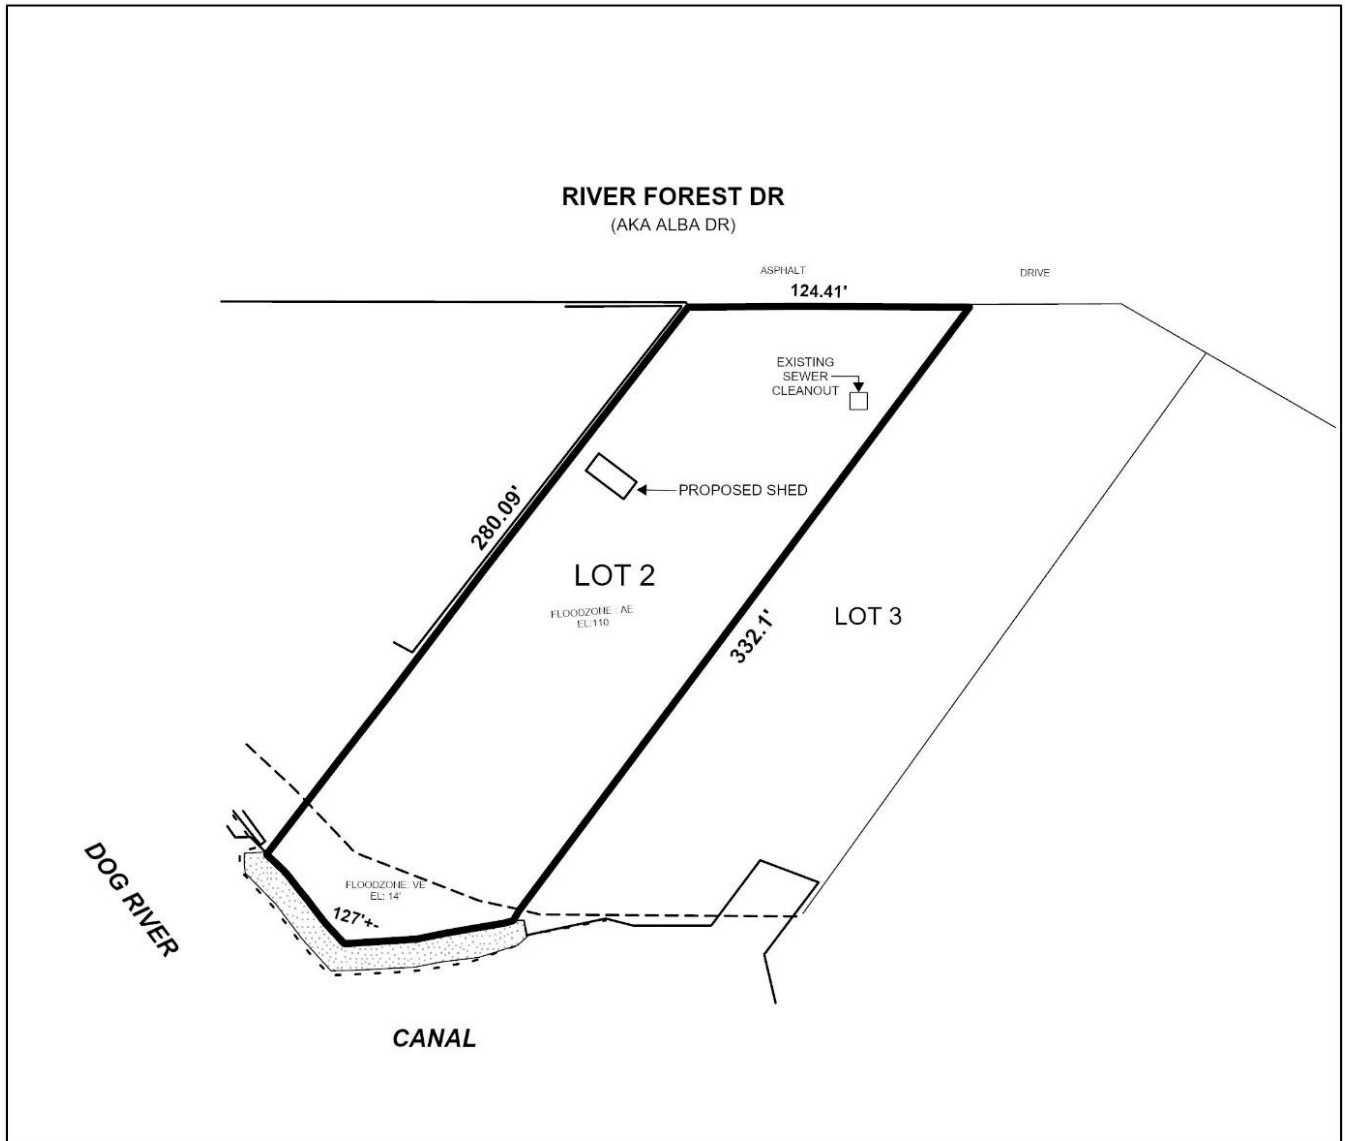 RIVER FOREST DR
(AKA ALBA DR)
ASPHALT
DRIVE
124.41'
EXISTING
SEWER
CLEANOUT
PROPOSED SHED
280.09'
LOT 2
FLOODZONE : AE
EL:110
LOT 3
332.1'
FLOODZONE: VE
EL: 14'
127'+-
DOG RIVER
CANAL